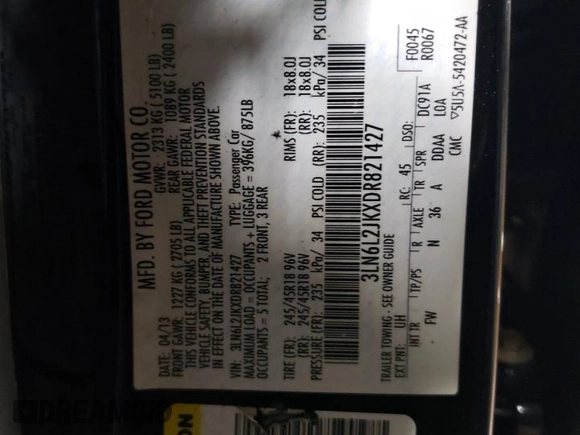 MFD. BY FORD MOTOR CO.
DATE: 04/13 GVWR: 2313 KG (5100 LB)
FRONT GAWR: 1227 KG (2705 LB) REAR GAWR: 1089 KG (2400 LB)
THIS VEHICLE CONFORMS TO ALL APPLICABLE FEDERAL MOTOR
VEHICLE SAFETY, BUMPER, AND THEFT PREVENTION STANDARDS
IN EFFECT ON THE DATE OF MANUFACTURE SHOWN ABOVE.
VIN: 3LN6L2JKXDR821427 TYPE: Passenger Car
MAXIMUM LOAD = OCCUPANTS + LUGGAGE = 396KG/ 875LB
OCCUPANTS = 5 TOTAL: 2 FRONT, 3 REAR
TIRE (FR): 245/45R18 96V RIMS (FR): 18x8.0J
(RR): 245/45R18 96V (RR): 18x8.0J
(FR): 235 kPa/ 34 PSI COLD (RR): 235 kPa/ 34 PSI COLD
3LN6L2JKXDR821427
TRAILER TOWING - SEE OWNER GUIDE
F0045
R0067
EXT PNT: UH RC: 45 DSO:
TP/PS R AXLE TR SPR DC91A
N 36 A DDAA L0A
FW CMC ▽5U5A-5420472-AA
DREAMBID